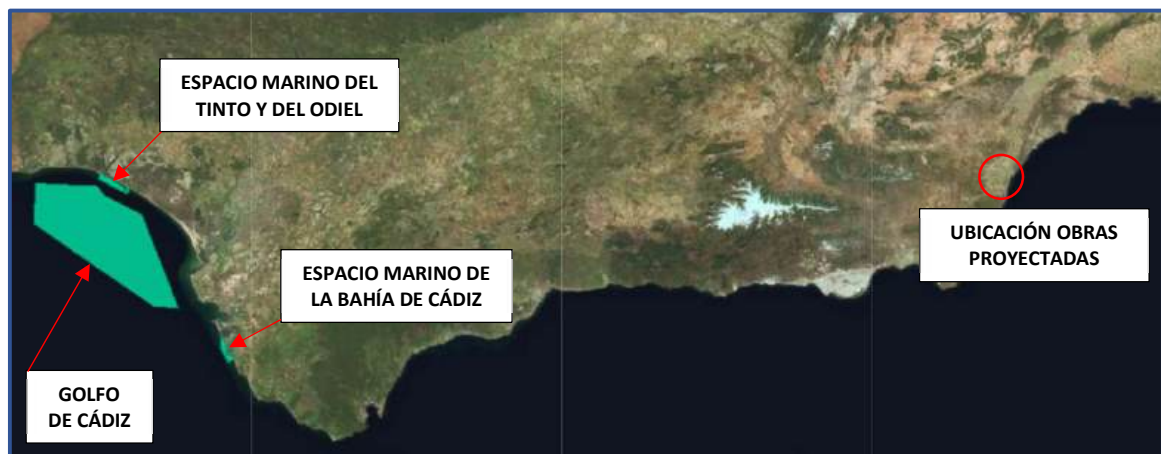 ESPACIO MARINO DEL
TINTO Y DEL ODIEL
UBICACIÓN OBRAS
PROYECTADAS
ESPACIO MARINO DE
LA BAHÍA DE CÁDIZ
GOLFO
DE CÁDIZ